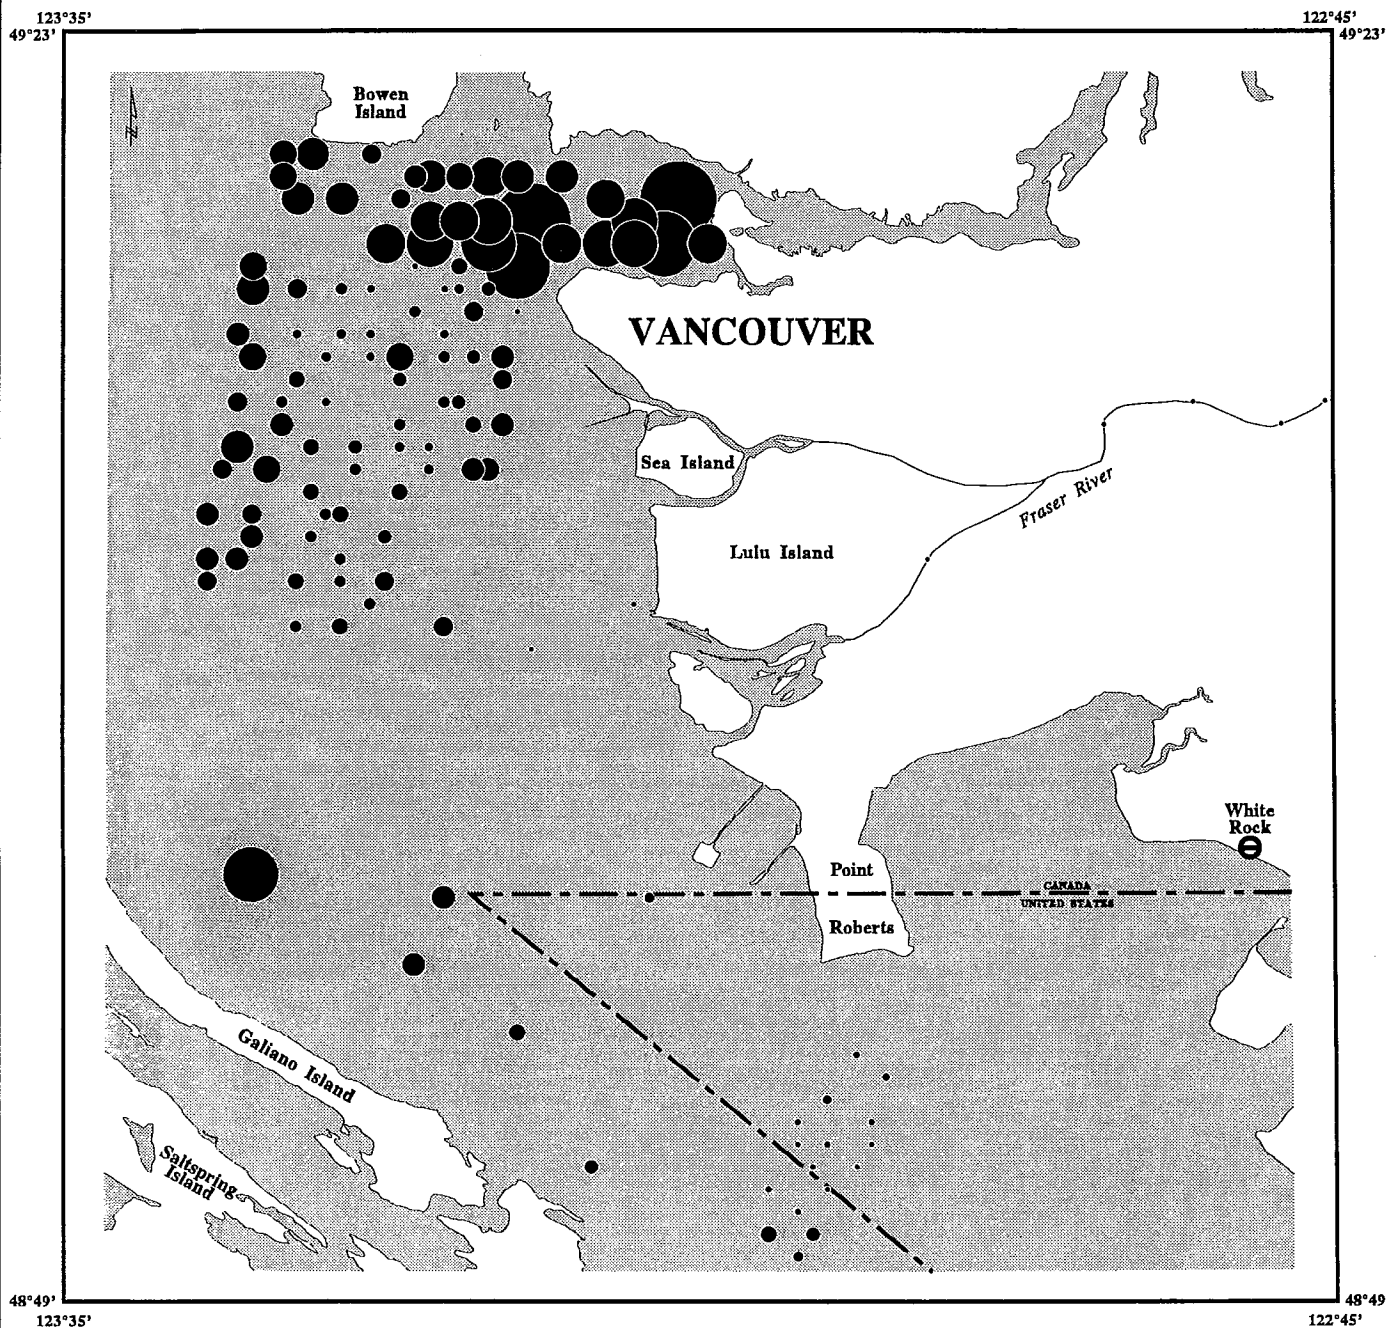 123°35'
122°45'
49°23'
49°23'
Bowen
Island
N
VANCOUVER
Sea Island
Fraser River
Lulu Island
White
Rock
Point
CANADA
UNITED STATES
Roberts
Galiano Island
Saltspring
Island
48°49'
48°49
123°35'
122°45'